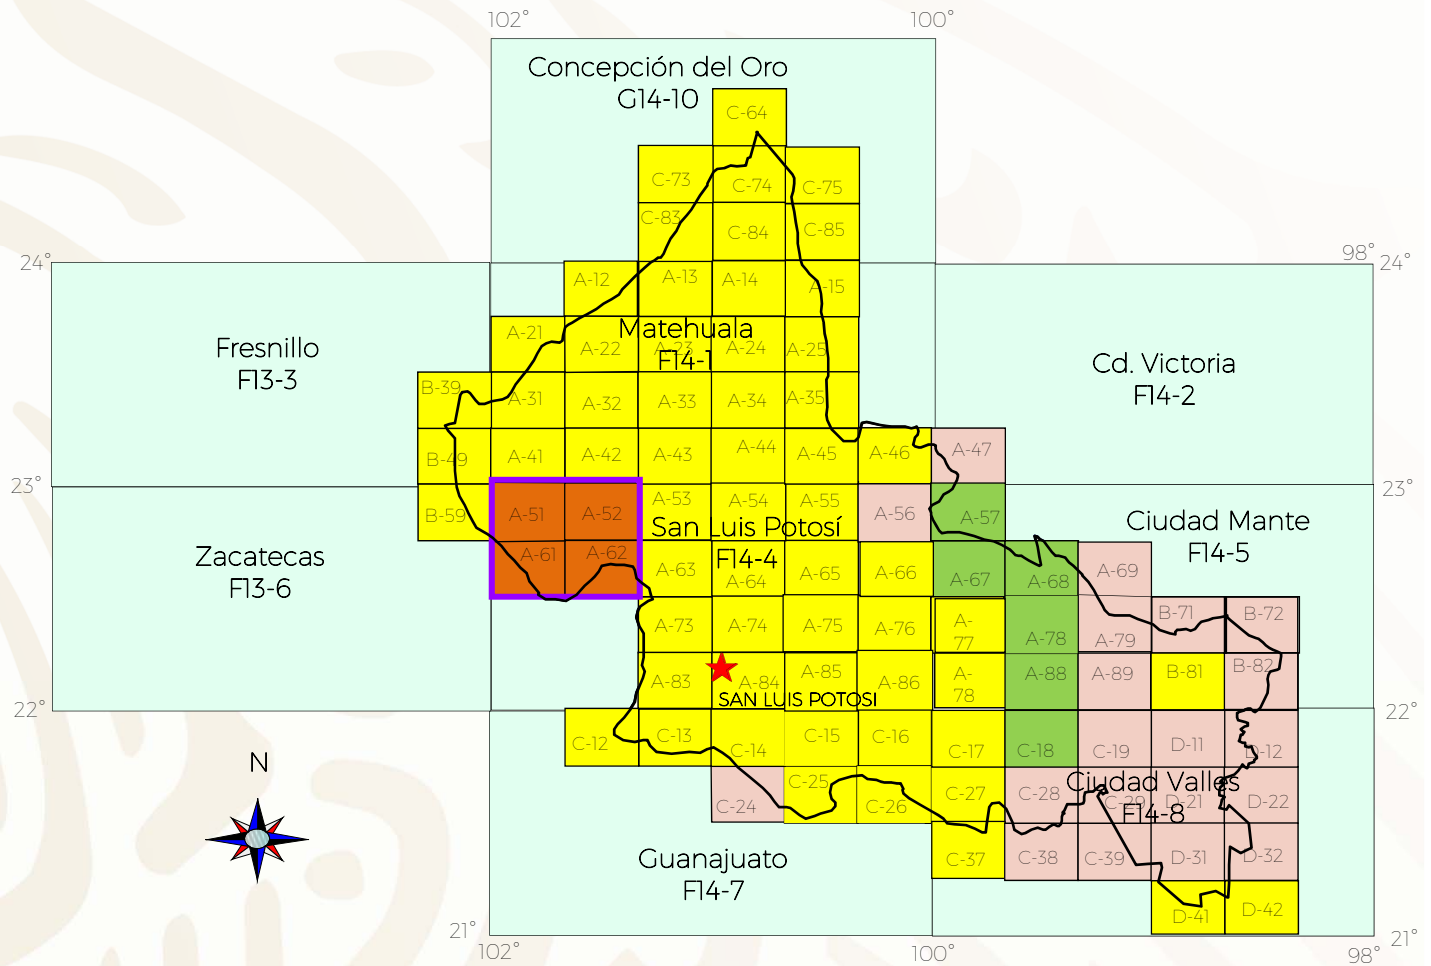 102°
100°
Concepción del Oro
G14-10
C-64
C-73
C-74
C-75
C-83
C-84
C-85
98°
24°
24°
A-12
A-13
A-14
A-15
Matehuala
F14-1
A-21
A-22
A-23
A-24
A-25
Fresnillo
F13-3
Cd. Victoria
F14-2
B-39
A-31
A-32
A-33
A-34
A-35
B-49
A-41
A-42
A-43
A-44
A-45
A-46
A-47
23°
23°
B-59
A-51
A-52
A-53
A-54
A-55
A-56
A-57
San Luis Potosí
F14-4
Ciudad Mante
F14-5
Zacatecas
F13-6
A-61
A-62
A-63
A-64
A-65
A-66
A-67
A-68
A-69
A-73
A-74
A-75
A-76
A-
77
A-78
A-79
B-71
B-72
A-83
A-84
A-85
A-86
A-
78
A-88
A-89
B-81
B-82
SAN LUIS POTOSI
22°
22°
C-12
C-13
C-14
C-15
C-16
C-17
C-18
C-19
D-11
D-12
N
Ciudad Valles
F14-8
C-24
C-25
C-26
C-27
C-28
C-29
D-21
D-22
Guanajuato
F14-7
C-37
C-38
C-39
D-31
D-32
D-41
D-42
21°
21°
102°
100°
98°